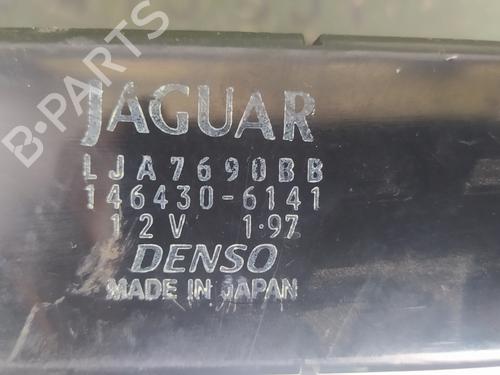 B-PARTS
JAGUAR
LJA7690BB
146430-6141
12V 1.97
DENSO
MADE IN JAPAN